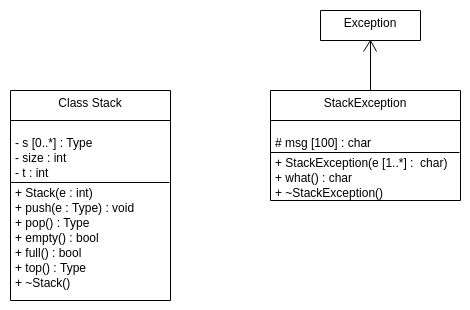 Exception
Class Stack
- s [0..*] : Type
- size : int
- t : int
+ Stack(e : int)
+ push(e : Type) : void
+ pop() : Type
+ empty() : bool
+ full() : bool
+ top() : Type
+ ~Stack()
StackException
# msg [100] : char
+ StackException(e [1..*] :  char)
+ what() : char
+ ~StackException()